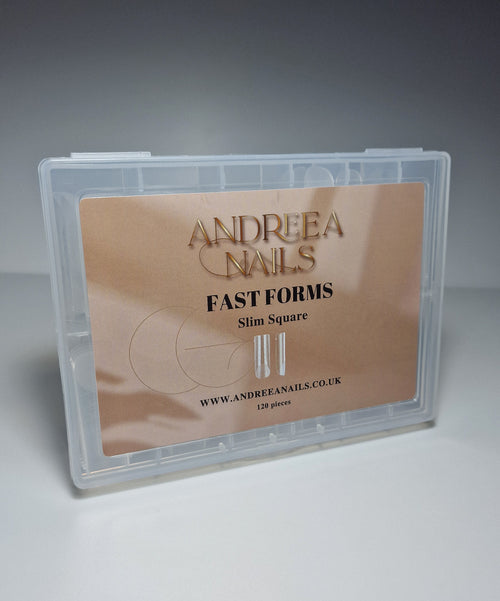 ANDREEA
NAILS
FAST FORMS
Slim Square
WWW.ANDREEANAILS.CO.UK
120 pieces